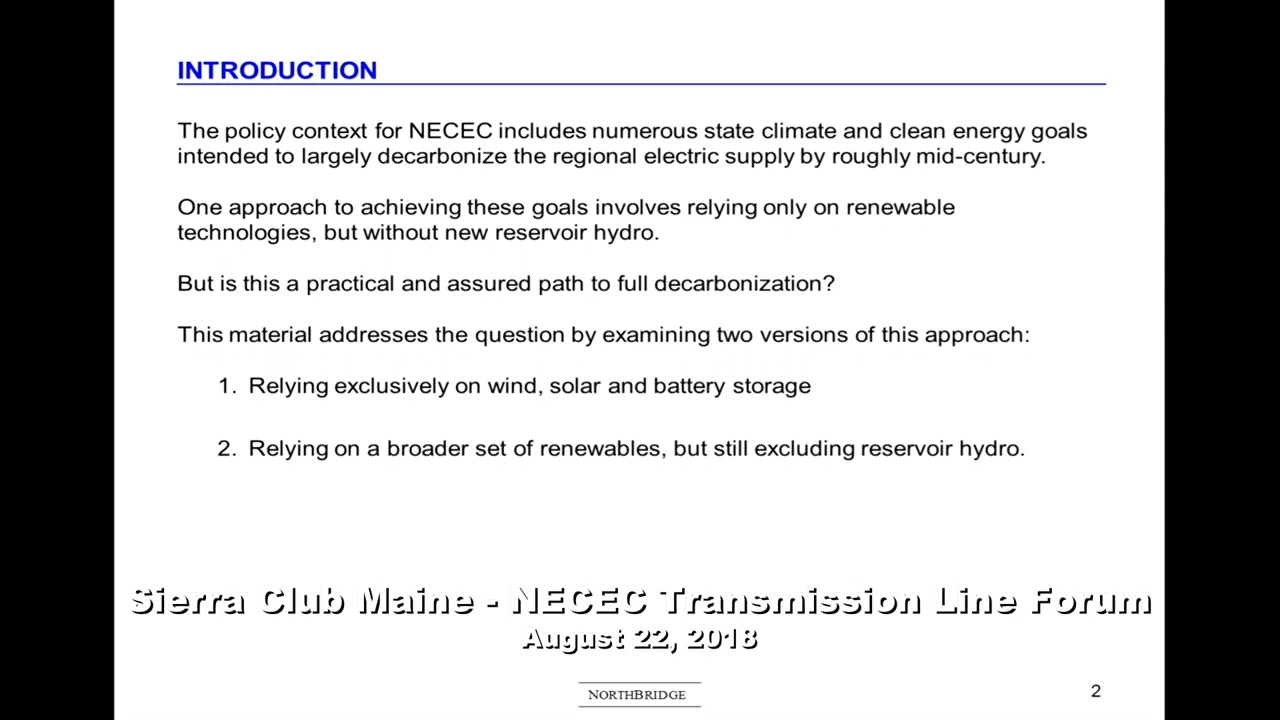 INTRODUCTION
The policy context for NECEC includes numerous state climate and clean energy goals
intended to largely decarbonize the regional electric supply by roughly mid-century.
One approach to achieving these goals involves relying only on renewable
technologies, but without new reservoir hydro.
But is this a practical and assured path to full decarbonization?
This material addresses the question by examining two versions of this approach:
1. Relying exclusively on wind, solar and battery storage
2. Relying on a broader set of renewables, but still excluding reservoir hydro.
Sierra Club Maine - NECEC Transmission Line Forum
August 22, 2018
NORTHBRIDGE
2